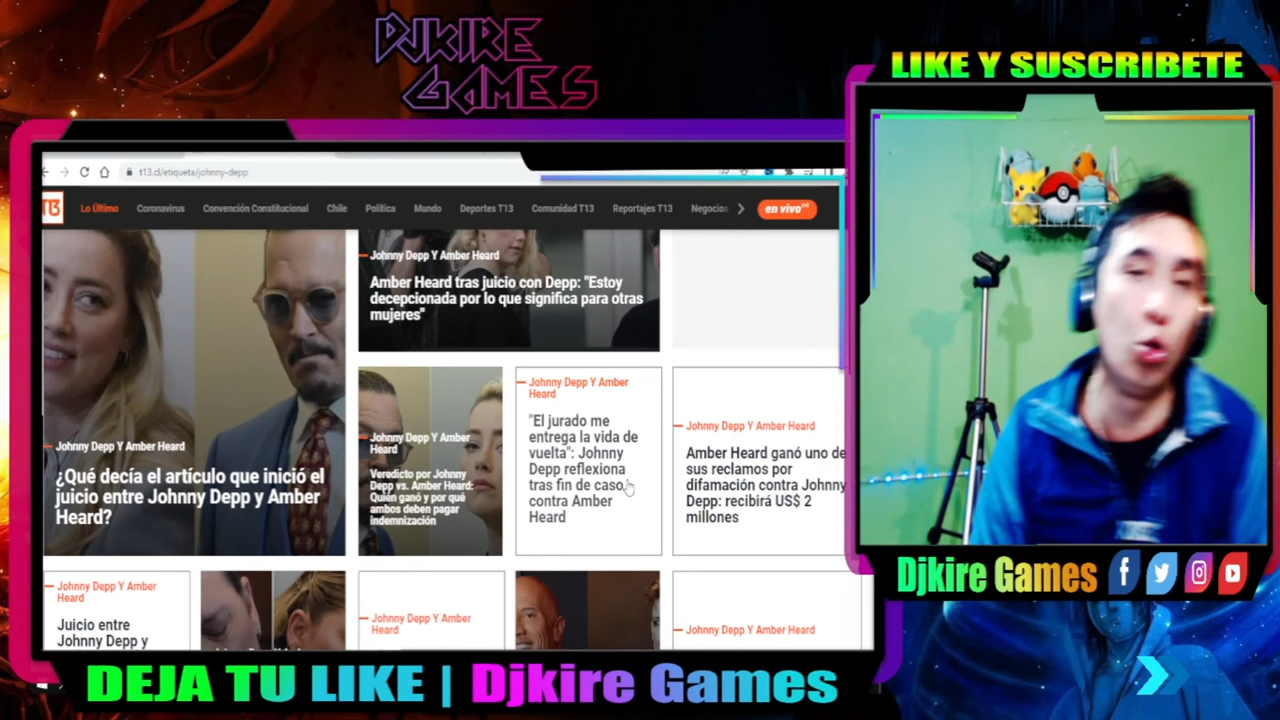 DJKIRE
GAMES
LIKE Y SUSCRIBETE
t13.cl/etiqueta/johnny-depp
T13
Lo Último
Coronavirus
Convención Constitucional
Chile
Política
Mundo
Deportes T13
Comunidad T13
Reportajes T13
Negocios
en vivo
Johnny Depp Y Amber Heard
¿Qué decía el artículo que inició el
juicio entre Johnny Depp y Amber
Heard?
Johnny Depp Y Amber Heard
Amber Heard tras juicio con Depp: "Estoy
decepcionada por lo que significa para otras
mujeres"
Johnny Depp Y Amber
Heard
Veredicto por Johnny
Depp vs. Amber Heard:
Quién ganó y por qué
ambos deben pagar
indemnización
Johnny Depp Y Amber
Heard
"El jurado me
entrega la vida de
vuelta": Johnny
Depp reflexiona
tras fin de caso
contra Amber
Heard
Johnny Depp Y Amber Heard
Amber Heard ganó uno de
sus reclamos por
difamación contra Johnny
Depp: recibirá US$ 2
millones
Johnny Depp Y Amber
Heard
Juicio entre
Johnny Depp y
Johnny Depp Y Amber
Heard
Johnny Depp Y Amber Heard
Djkire Games
DEJA TU LIKE | Djkire Games